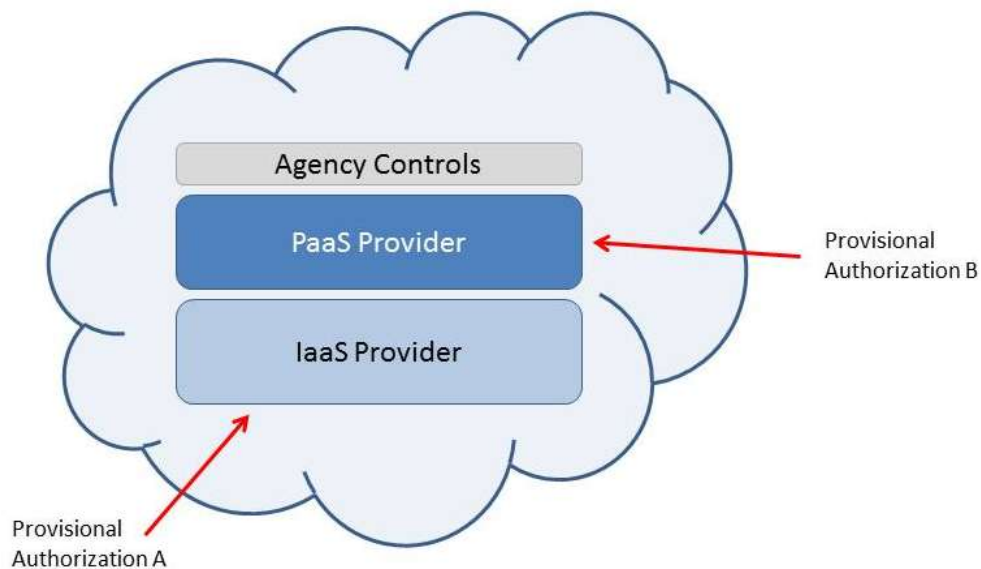 Agency Controls
PaaS Provider
IaaS Provider
Provisional
Authorization B
Provisional
Authorization A